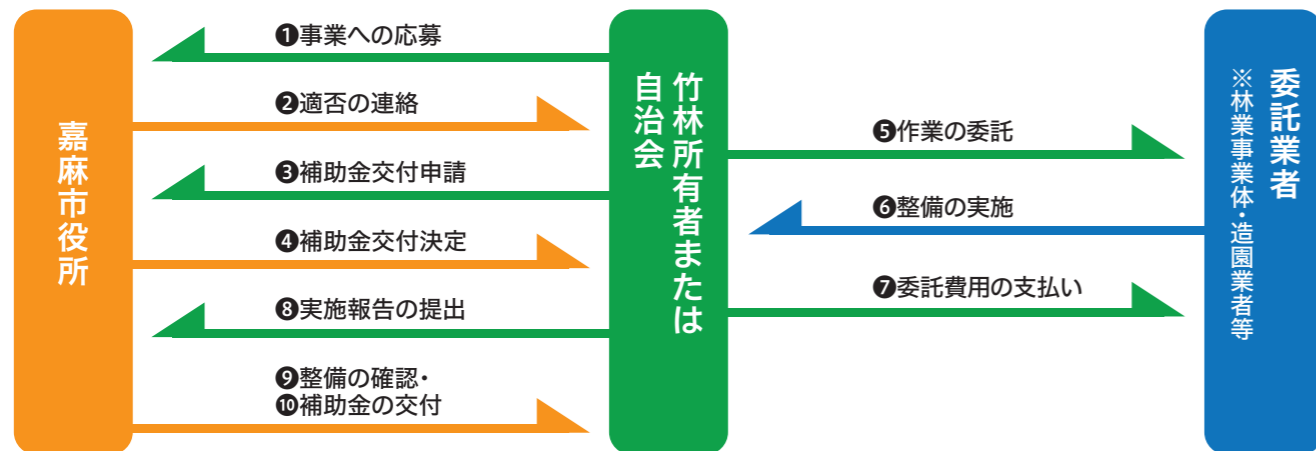 嘉麻市役所
❶事業への応募
❷適否の連絡
❸補助金交付申請
❹補助金交付決定
❽実施報告の提出
❾整備の確認・
❿補助金の交付
竹林所有者または
自治会
❺作業の委託
❻整備の実施
❼委託費用の支払い
委託業者
※林業事業体・造園業者等